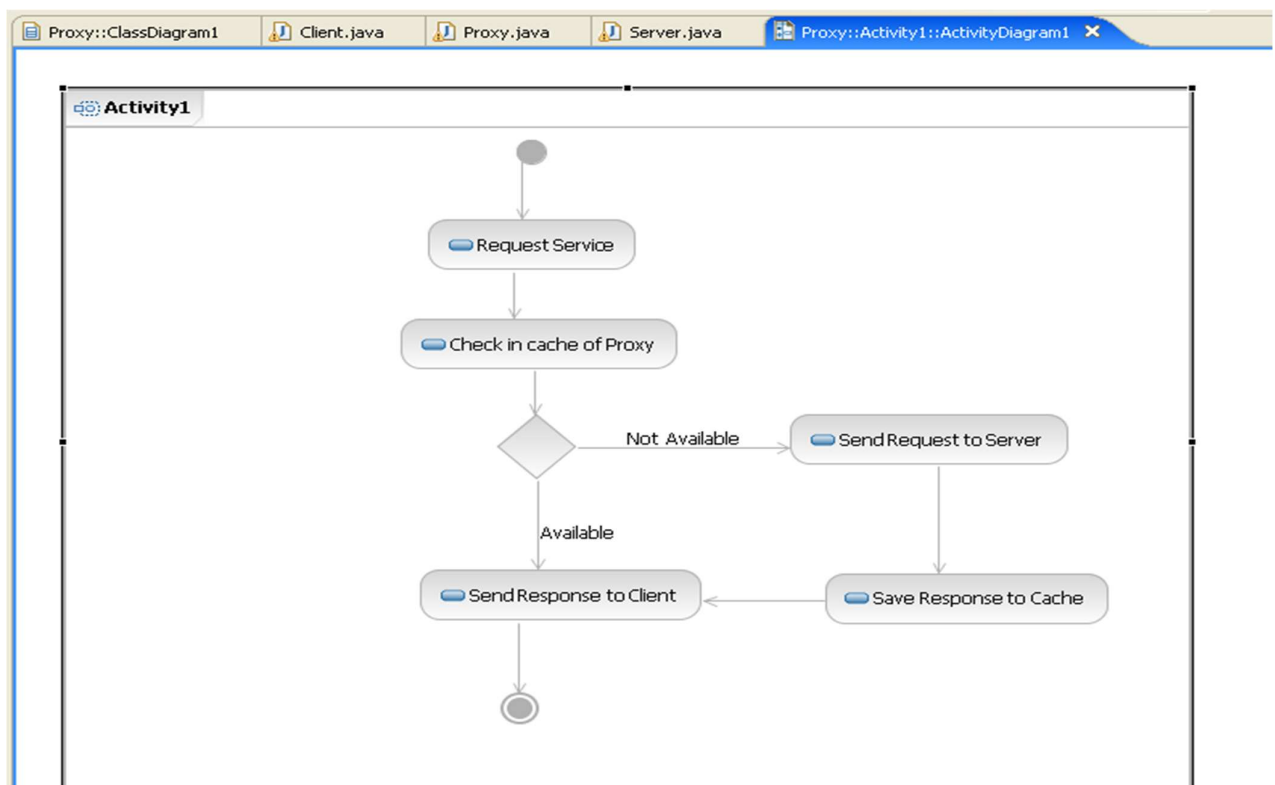 Proxy::ClassDiagram1
Client.java
Proxy.java
Server.java
Proxy::Activity1::ActivityDiagram1
Activity1
Request Service
Check in cache of Proxy
Not Available
Send Request to Server
Available
Send Response to Client
Save Response to Cache